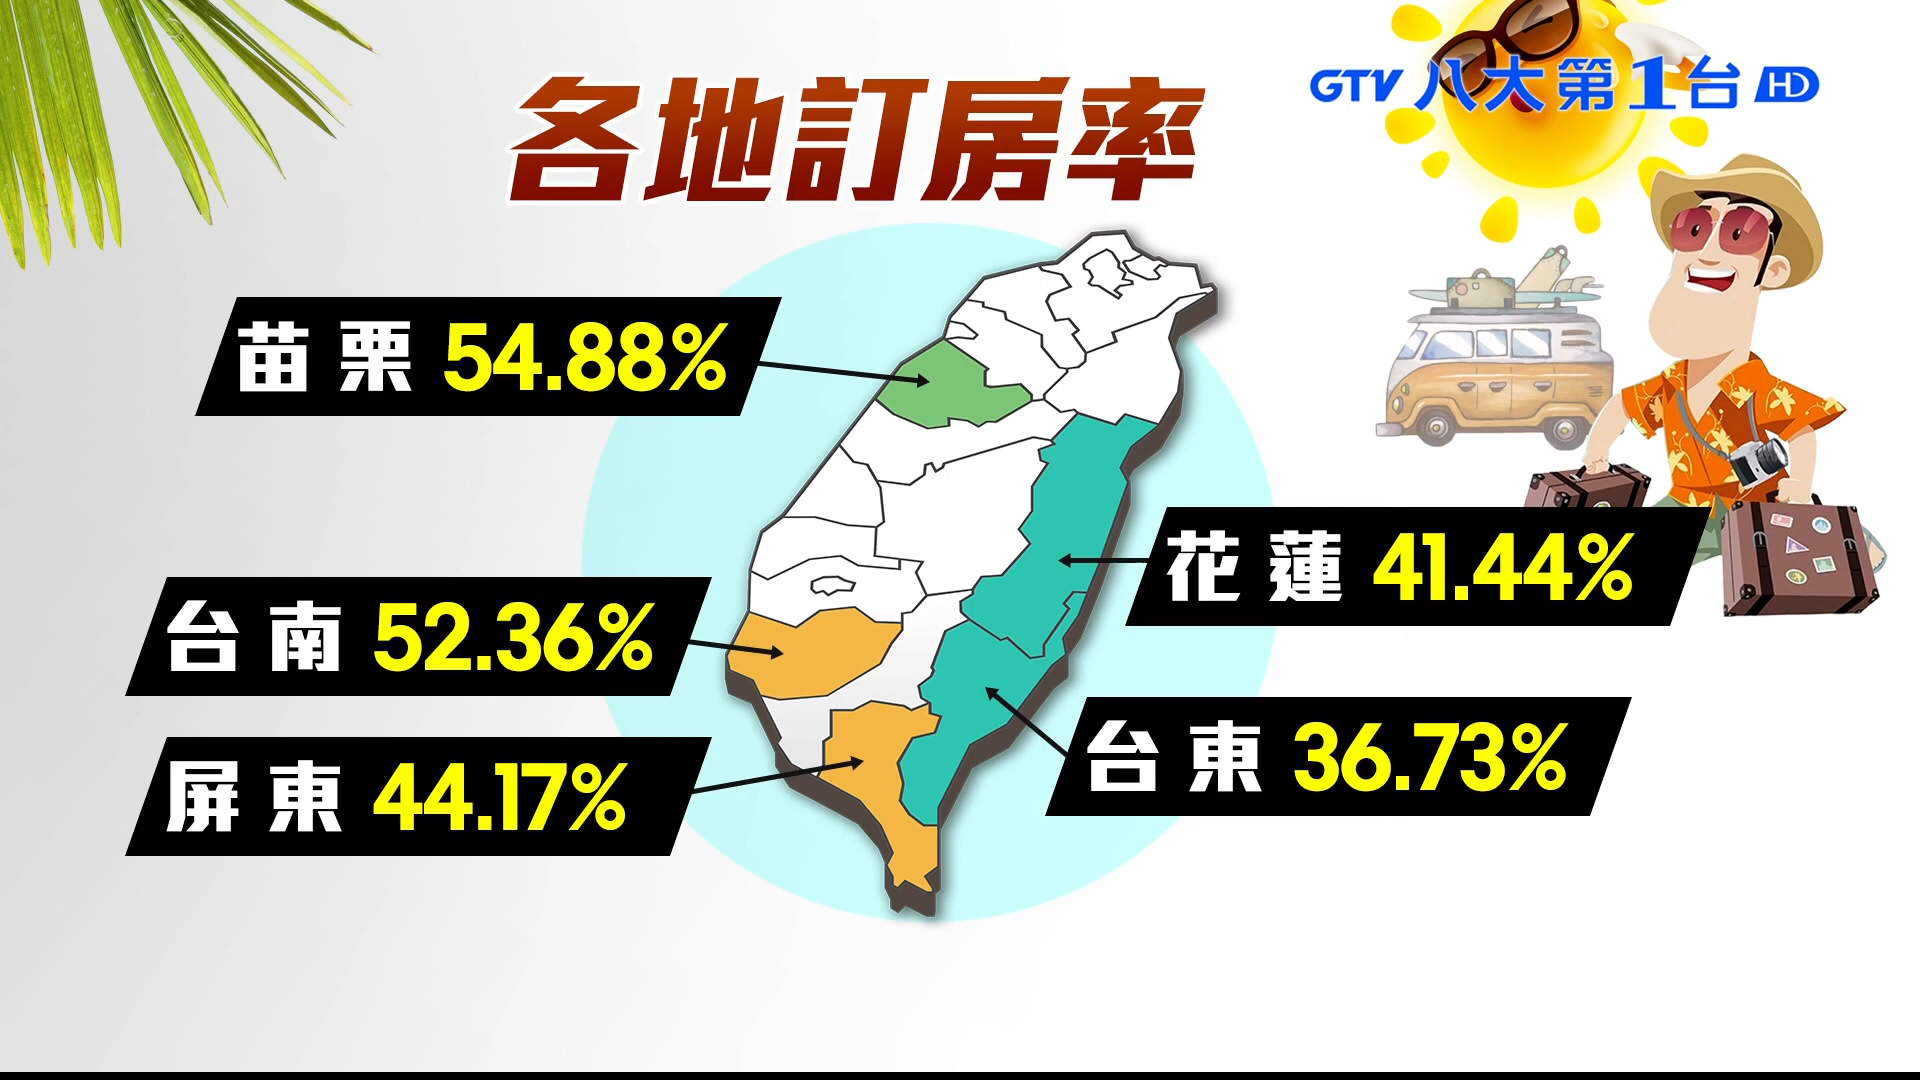 GTV 八大第1台 HD
各地訂房率
苗栗 54.88%
花蓮 41.44%
台南 52.36%
台東 36.73%
屏東 44.17%